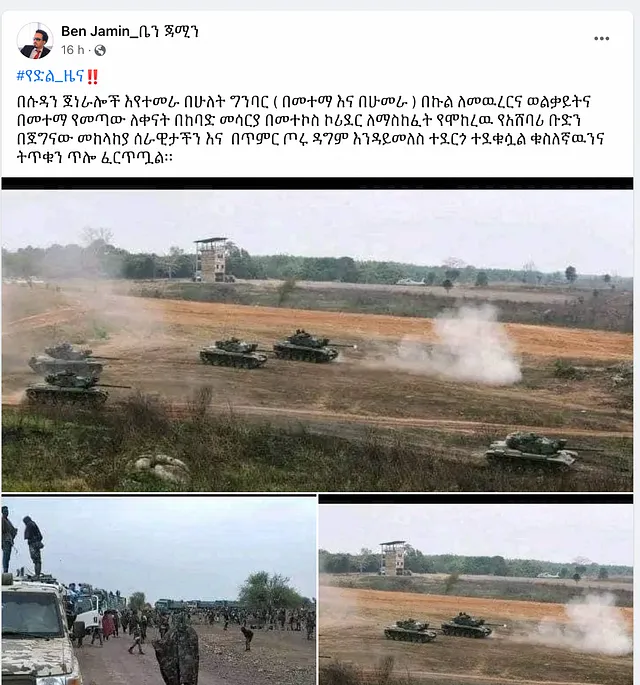 Ben Jamin_ቤን ጃሚን
16 h
#የድል_ዜና‼️
በሱዳን ጀነራሎች እየተመራ በሁለት ግንባር ( በመተማ እና በሁመራ ) በኩል ለመዉረርና ወልቃይትና
በመተማ የመጣው ለቀናት በከባድ መሳርያ በመተኮስ ኮሪደር ለማስከፈት የሞከረዉ የአሸባሪ ቡድን
በጀግናው መከላከያ ሰራዊታችን እና በጥምር ጦሩ ዳግም እንዳይመለስ ተደርጎ ተደቁሷል ቁስለኛዉንና
ትጥቁን ጥሎ ፈርጥጧል።